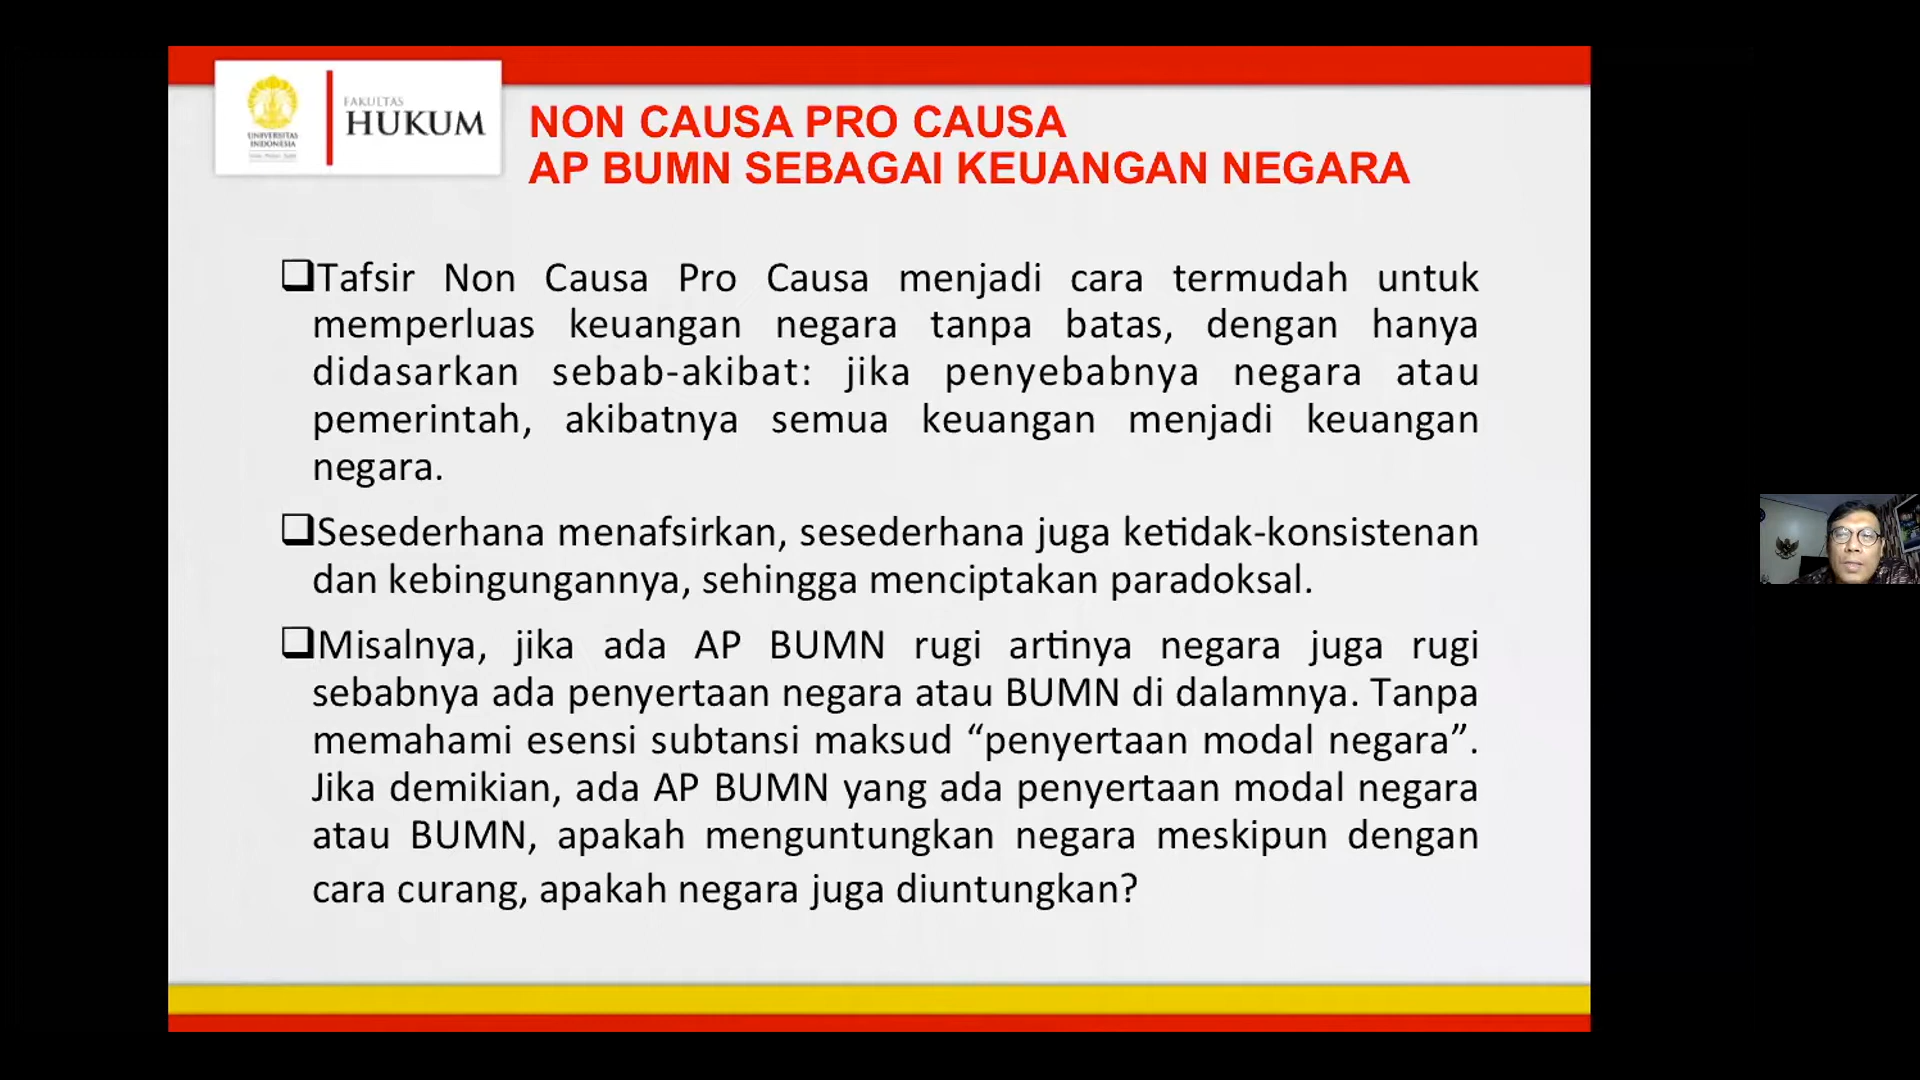 UNIVERSITAS
INDONESIA
FAKULTAS
HUKUM
NON CAUSA PRO CAUSA
AP BUMN SEBAGAI KEUANGAN NEGARA
Tafsir Non Causa Pro Causa menjadi cara termudah untuk
memperluas keuangan negara tanpa batas, dengan hanya
didasarkan sebab-akibat: jika penyebabnya negara atau
pemerintah, akibatnya semua keuangan menjadi keuangan
negara.
Sesederhana menafsirkan, sesederhana juga ketidak-konsistenan
dan kebingungannya, sehingga menciptakan paradoksal.
Misalnya, jika ada AP BUMN rugi artinya negara juga rugi
sebabnya ada penyertaan negara atau BUMN di dalamnya. Tanpa
memahami esensi subtansi maksud “penyertaan modal negara”.
Jika demikian, ada AP BUMN yang ada penyertaan modal negara
atau BUMN, apakah menguntungkan negara meskipun dengan
cara curang, apakah negara juga diuntungkan?